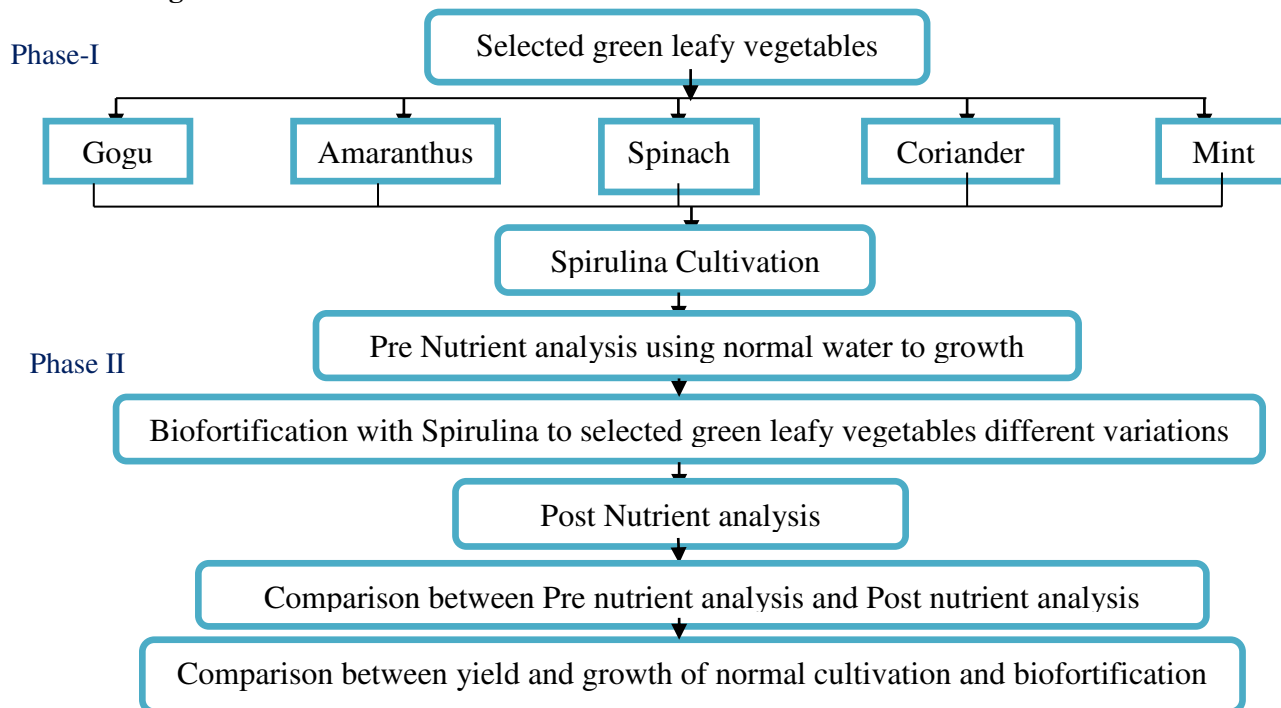 Phase-I
Selected green leafy vegetables
Gogu
Amaranthus
Spinach
Coriander
Mint
Spirulina Cultivation
Pre Nutrient analysis using normal water to growth
Phase II
Biofortification with Spirulina to selected green leafy vegetables different variations
Post Nutrient analysis
Comparison between Pre nutrient analysis and Post nutrient analysis
Comparison between yield and growth of normal cultivation and biofortification